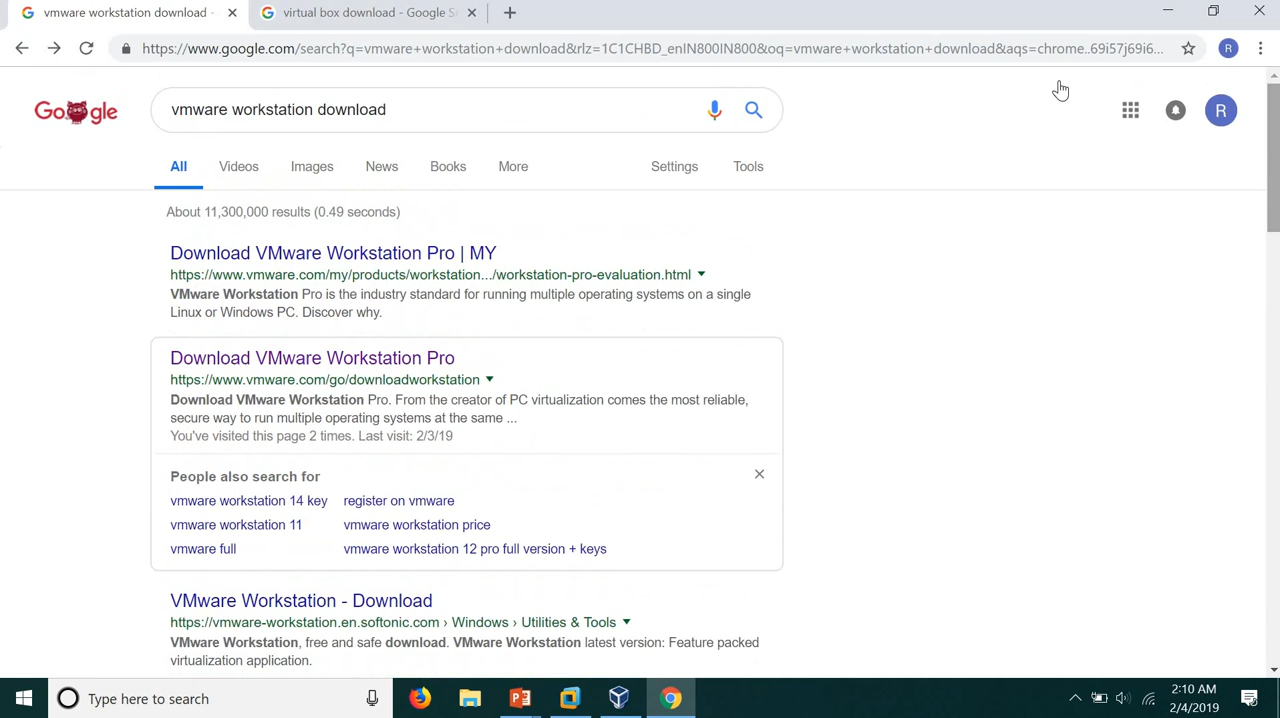 vmware workstation download -
virtual box download - Google Se
https://www.google.com/search?q=vmware+workstation+download&rlz=1C1CHBD_enIN800IN800&oq=vmware+workstation+download&aqs=chrome..69i57j69i6...
R
Google
vmware workstation download
R
All Videos Images News Books More Settings Tools
About 11,300,000 results (0.49 seconds)
Download VMware Workstation Pro | MY
https://www.vmware.com/my/products/workstation.../workstation-pro-evaluation.html
VMware Workstation Pro is the industry standard for running multiple operating systems on a single
Linux or Windows PC. Discover why.
Download VMware Workstation Pro
https://www.vmware.com/go/downloadworkstation
Download VMware Workstation Pro. From the creator of PC virtualization comes the most reliable,
secure way to run multiple operating systems at the same ...
You've visited this page 2 times. Last visit: 2/3/19
People also search for
vmware workstation 14 key register on vmware
vmware workstation 11 vmware workstation price
vmware full vmware workstation 12 pro full version + keys
VMware Workstation - Download
https://vmware-workstation.en.softonic.com › Windows › Utilities & Tools
VMware Workstation, free and safe download. VMware Workstation latest version: Feature packed
virtualization application.
Type here to search
2:10 AM
2/4/2019